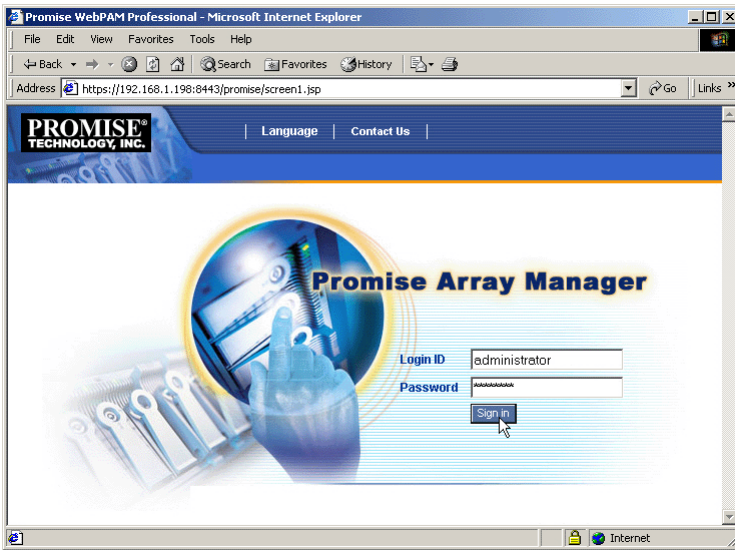 Promise WebPAM Professional - Microsoft Internet Explorer
File Edit View Favorites Tools Help
Back Search Favorites History
Address https://192.168.1.198:8443/promise/screen1.jsp Go Links »
PROMISE®
TECHNOLOGY, INC.
Language | Contact Us |
Promise Array Manager
Login ID administrator
Password *********
Sign in
Internet